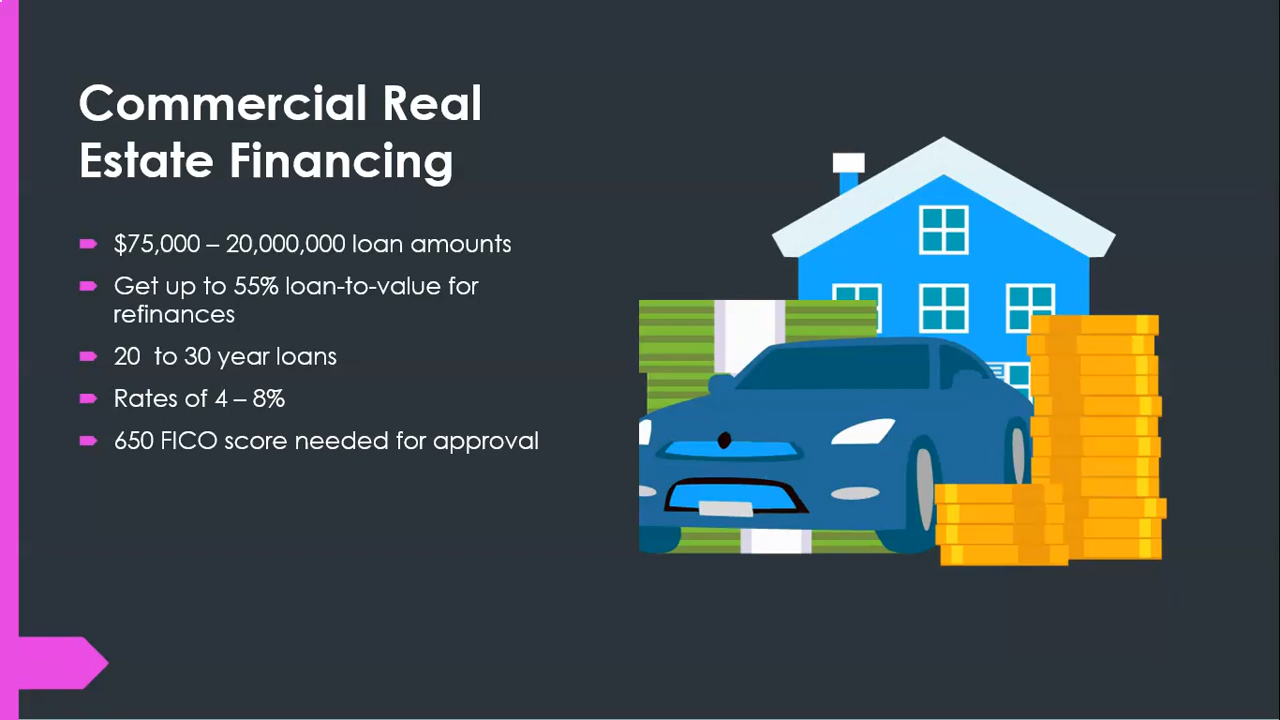 Commercial Real
Estate Financing
$75,000 – 20,000,000 loan amounts
Get up to 55% loan-to-value for
refinances
20  to 30 year loans
Rates of 4 – 8%
650 FICO score needed for approval